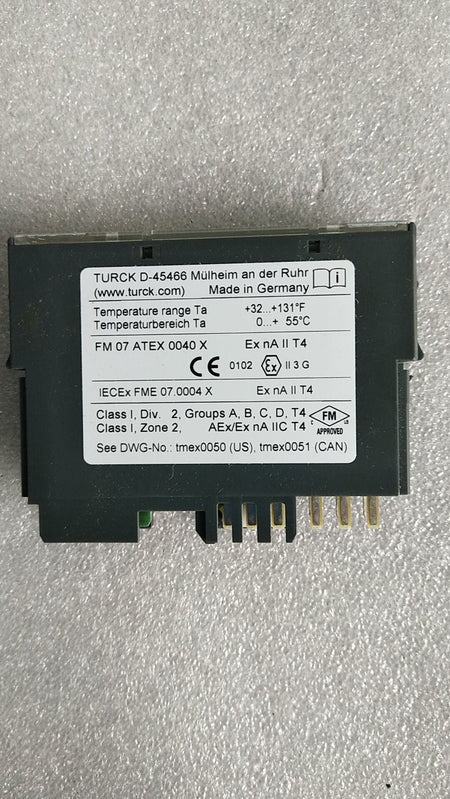 TURCK D-45466 Mülheim an der Ruhr
(www.turck.com) Made in Germany i
Temperature range Ta +32...+131°F
Temperaturbereich Ta 0...+ 55°C
FM 07 ATEX 0040 X Ex nA II T4
CE 0102 Ex II 3 G
IECEx FME 07.0004 X Ex nA II T4
Class I, Div. 2, Groups A, B, C, D, T4
Class I, Zone 2, AEx/Ex nA IIC T4
C FM US
APPROVED
See DWG-No.: tmex0050 (US), tmex0051 (CAN)